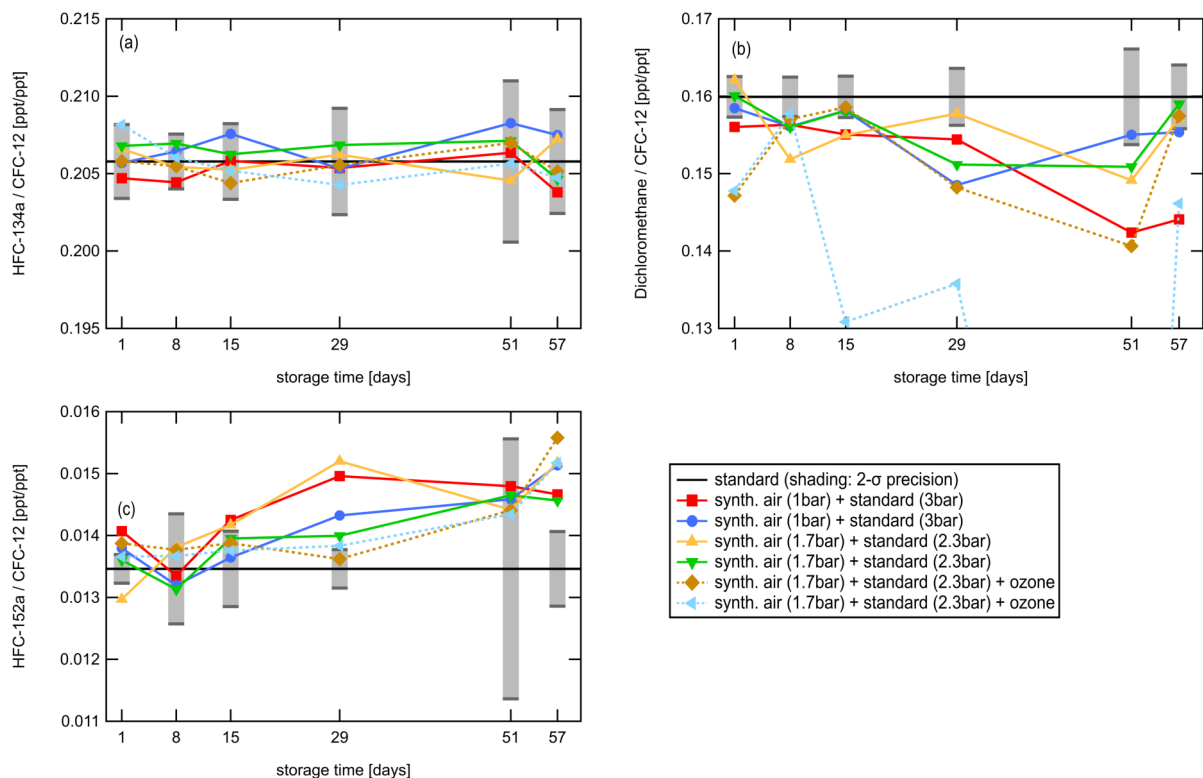 (a)
HFC-134a / CFC-12 [ppt/ppt]
0.215
0.210
0.205
0.200
0.195
1 8 15 29 51 57
storage time [days]
(b)
Dichloromethane / CFC-12 [ppt/ppt]
0.17
0.16
0.15
0.14
0.13
1 8 15 29 51 57
storage time [days]
(c)
HFC-152a / CFC-12 [ppt/ppt]
0.016
0.015
0.014
0.013
0.012
0.011
1 8 15 29 51 57
storage time [days]
standard (shading: 2-σ precision)
synth. air (1bar) + standard (3bar)
synth. air (1bar) + standard (3bar)
synth. air (1.7bar) + standard (2.3bar)
synth. air (1.7bar) + standard (2.3bar)
synth. air (1.7bar) + standard (2.3bar) + ozone
synth. air (1.7bar) + standard (2.3bar) + ozone